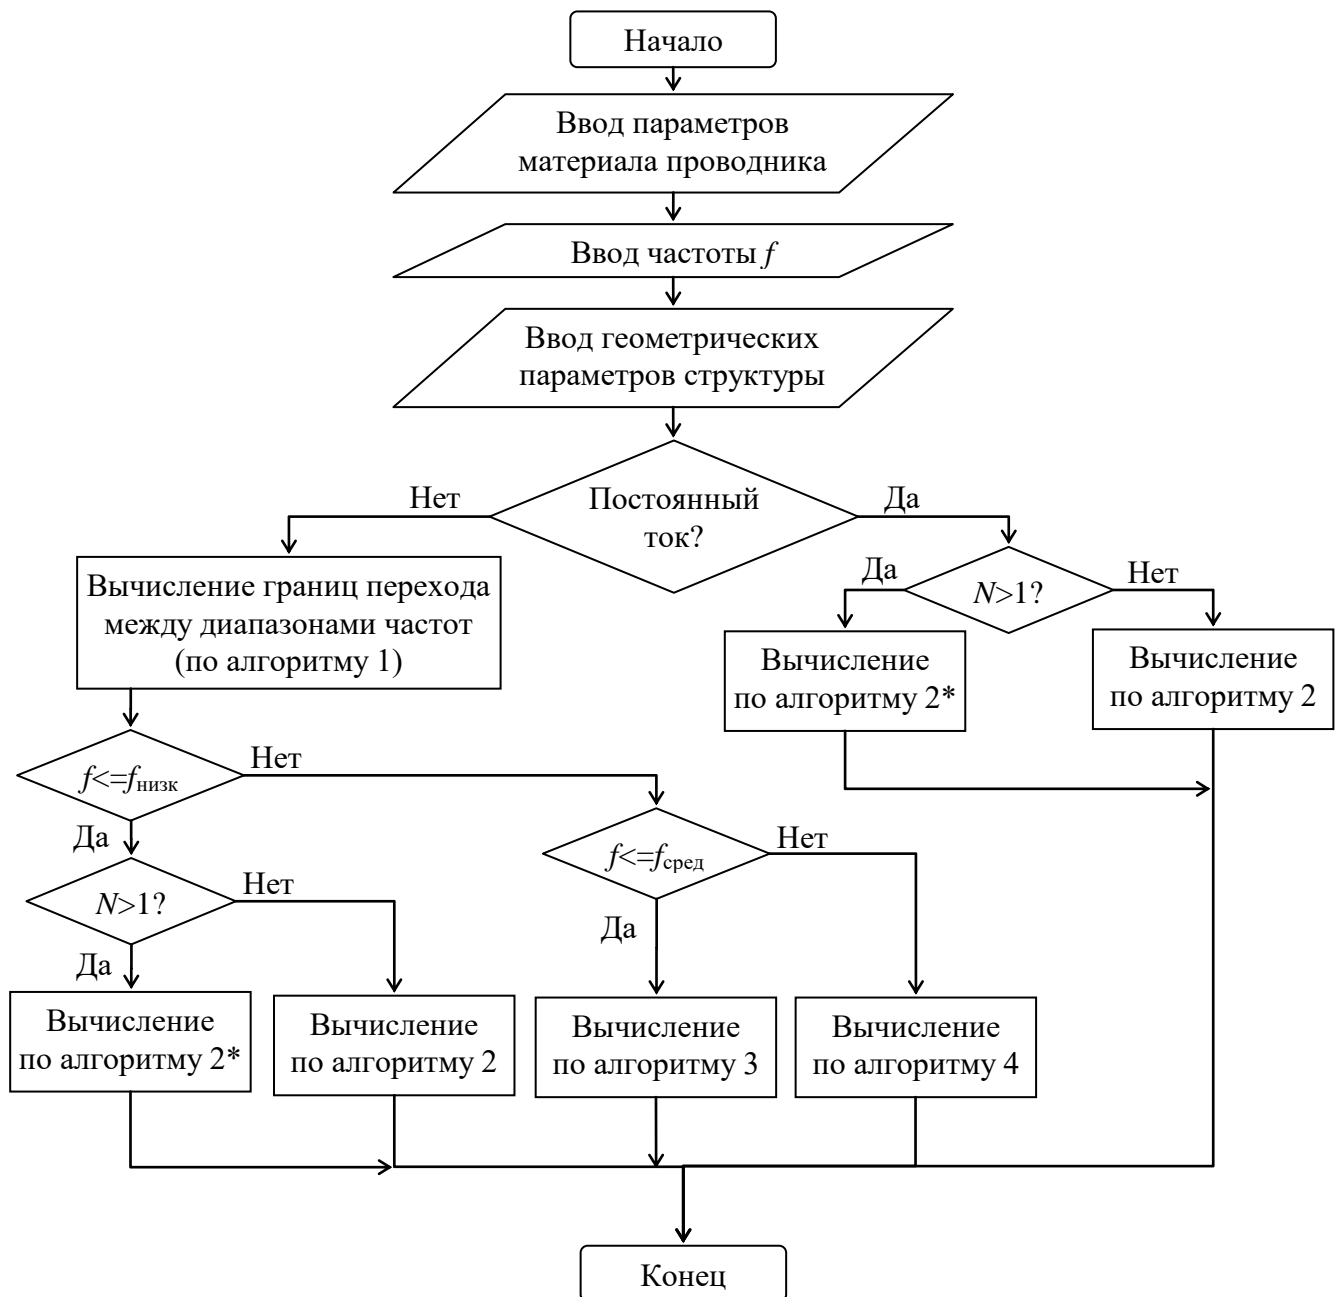 Начало
Ввод параметров
материала проводника
Ввод частоты f
Ввод геометрических
параметров структуры
Постоянный
ток?
Нет
Да
Вычисление границ перехода
между диапазонами частот
(по алгоритму 1)
N>1?
Да
Нет
Вычисление
по алгоритму 2*
Вычисление
по алгоритму 2
f<=fнизк
Нет
Да
f<=fсред
Нет
Да
N>1?
Нет
Да
Вычисление
по алгоритму 2*
Вычисление
по алгоритму 2
Вычисление
по алгоритму 3
Вычисление
по алгоритму 4
Конец